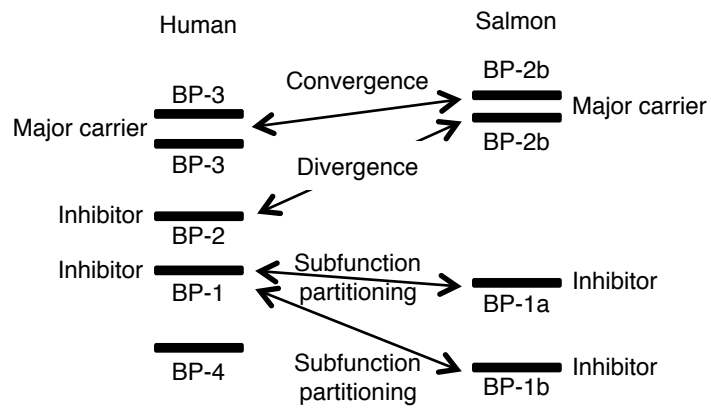 Human
Salmon
BP-3
Major carrier
BP-3
Inhibitor
BP-2
Inhibitor
BP-1
BP-4
Convergence
Divergence
Subfunction
partitioning
Subfunction
partitioning
BP-2b
Major carrier
BP-2b
Inhibitor
BP-1a
Inhibitor
BP-1b